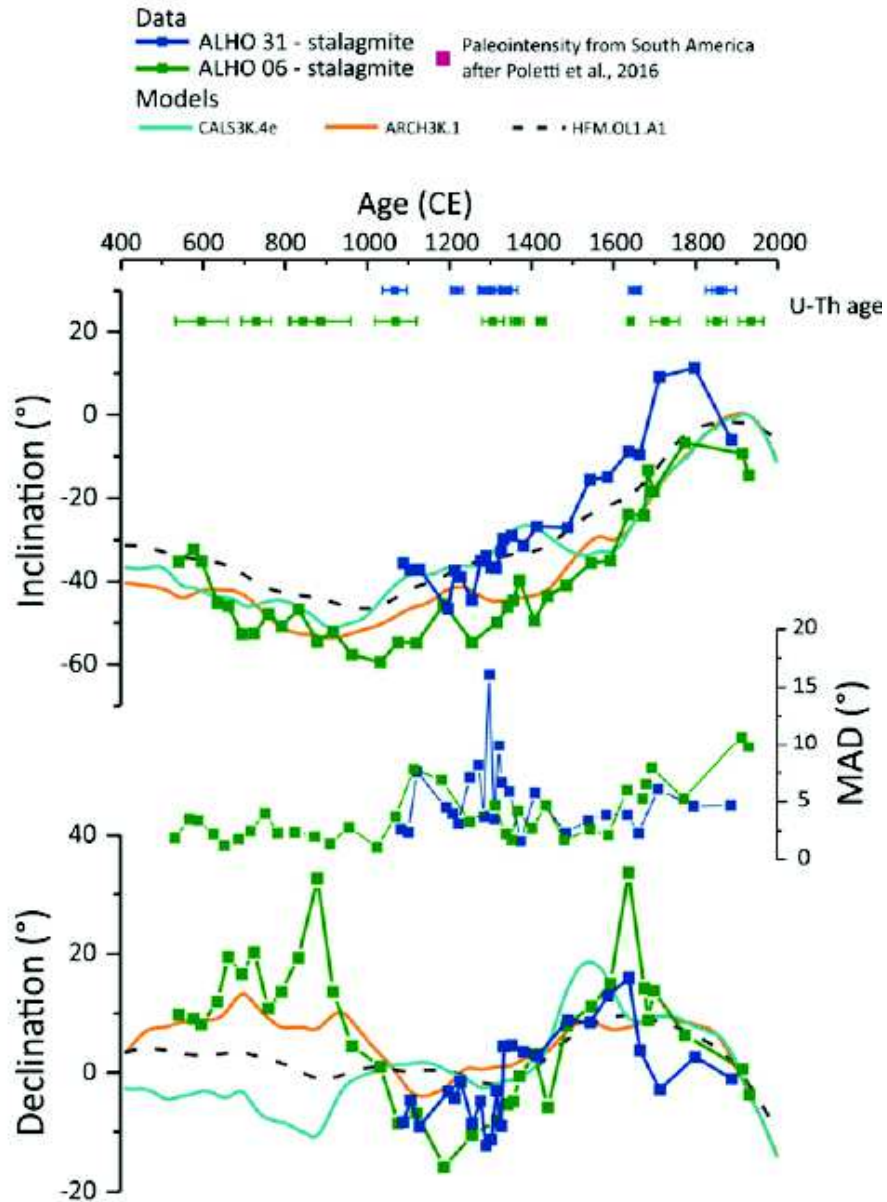 Data
ALHO 31 - stalagmite
ALHO 06 - stalagmite
Paleointensity from South America
after Poletti et al., 2016
Models
CALS3K.4e
ARCH3K.1
HFM.OL1.A1
Age (CE)
400 600 800 1000 1200 1400 1600 1800 2000
U-Th age
20
0
-20
-40
-60
Inclination (°)
20
15
10
5
0
MAD (°)
40
20
0
-20
Declination (°)